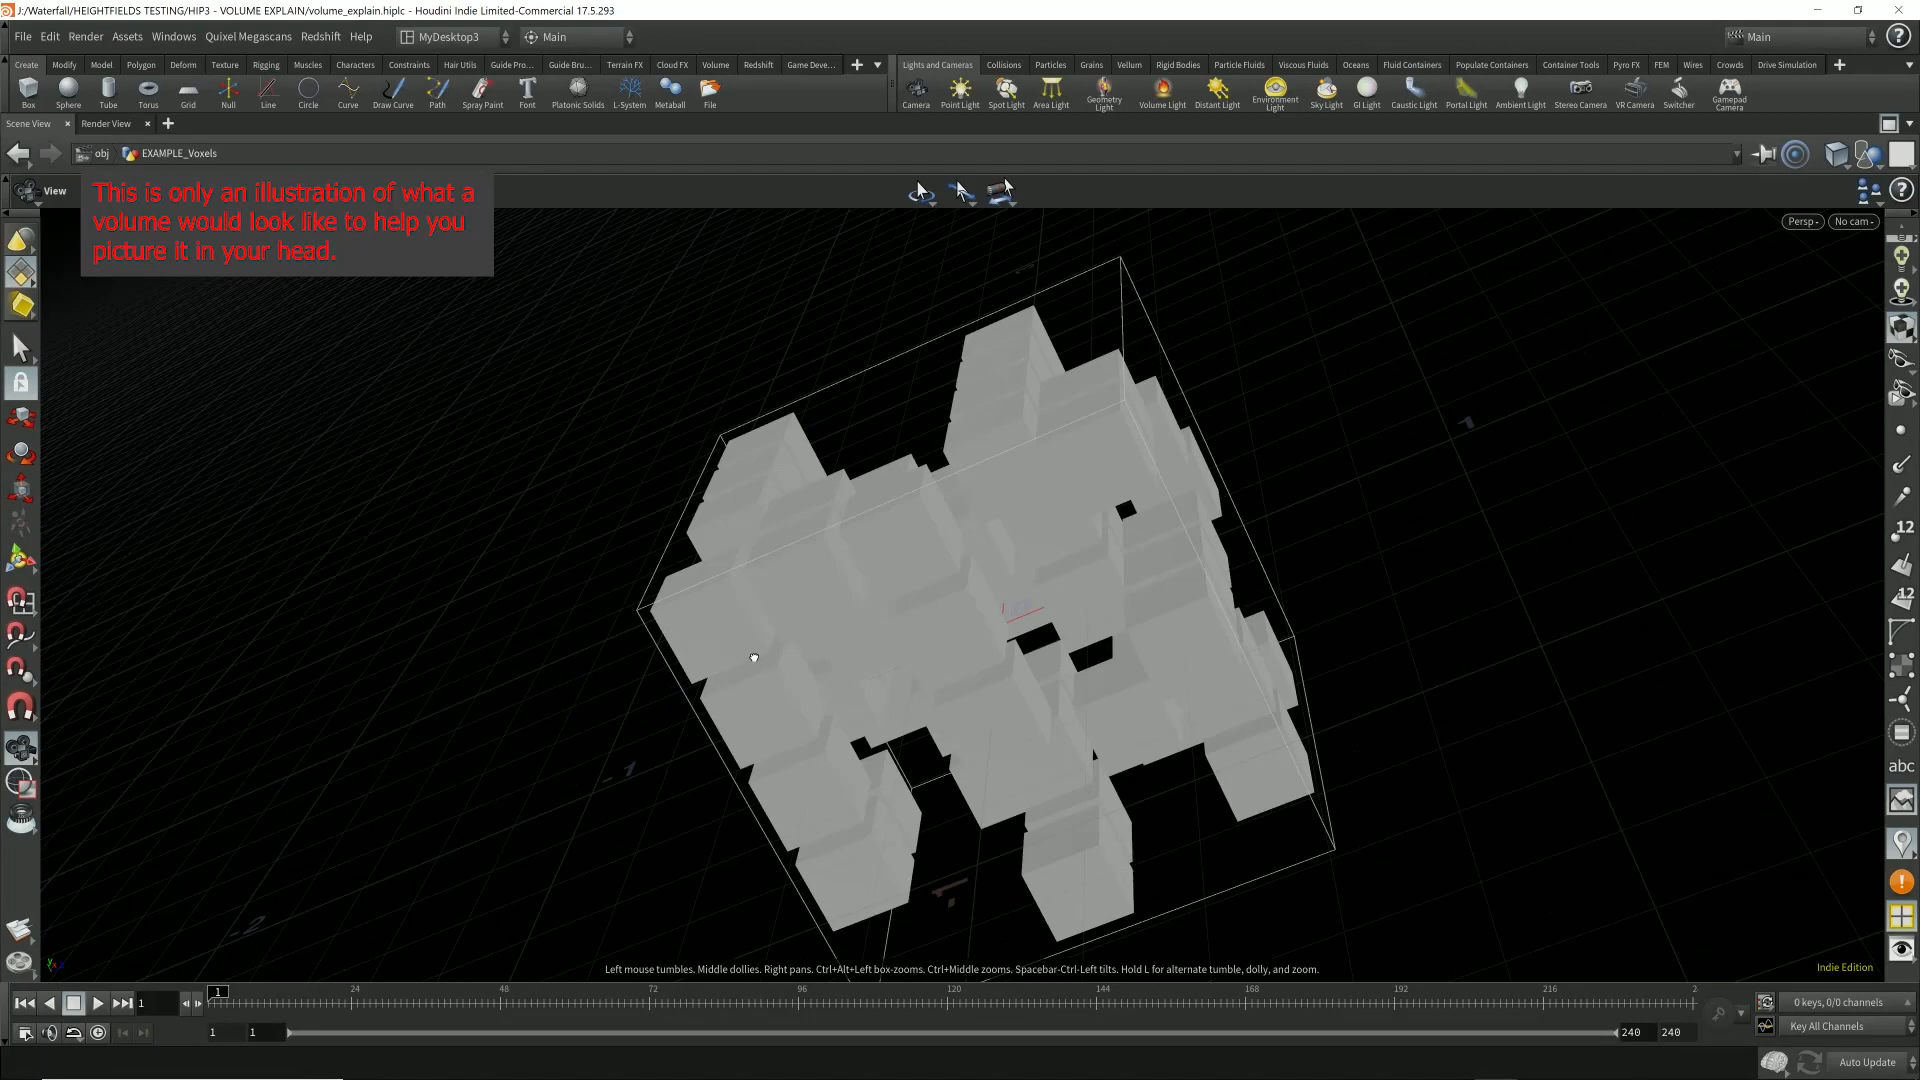 J:/Waterfall/HEIGHTFIELDS TESTING/HIP3 - VOLUME EXPLAIN/volume_explain.hiplc - Houdini Indie Limited-Commercial 17.5.293
File Edit Render Assets Windows Quixel Megascans Redshift Help MyDesktop3 Main Main
Create Modify Model Polygon Deform Texture Rigging Muscles Characters Constraints Hair Utils Guide Pro... Guide Bru... Terrain FX Cloud FX Volume Redshift Game Deve... Lights and Cameras Collisions Particles Grains Vellum Rigid Bodies Particle Fluids Viscous Fluids Oceans Fluid Containers Populate Containers Container Tools Pyro FX FEM Wires Crowds Drive Simulation
Box Sphere Tube Torus Grid Null Line Circle Curve Draw Curve Path Spray Paint Font Platonic Solids L-System Metaball File Camera Point Light Spot Light Area Light Geometry Light Volume Light Distant Light Environment Light Sky Light GI Light Caustic Light Portal Light Ambient Light Stereo Camera VR Camera Switcher Gamepad Camera
Scene View Render View
obj EXAMPLE_Voxels
View
This is only an illustration of what a
volume would look like to help you
picture it in your head.
Persp No cam
12
12
abc
-1
-2
Left mouse tumbles. Middle dollies. Right pans. Ctrl+Alt+Left box-zooms. Ctrl+Middle zooms. Spacebar-Ctrl-Left tilts. Hold L for alternate tumble, dolly, and zoom.
Indie Edition
1 1 24 48 72 96 120 144 168 192 216 2
0 keys, 0/0 channels
1 1 240 240
Key All Channels
Auto Update